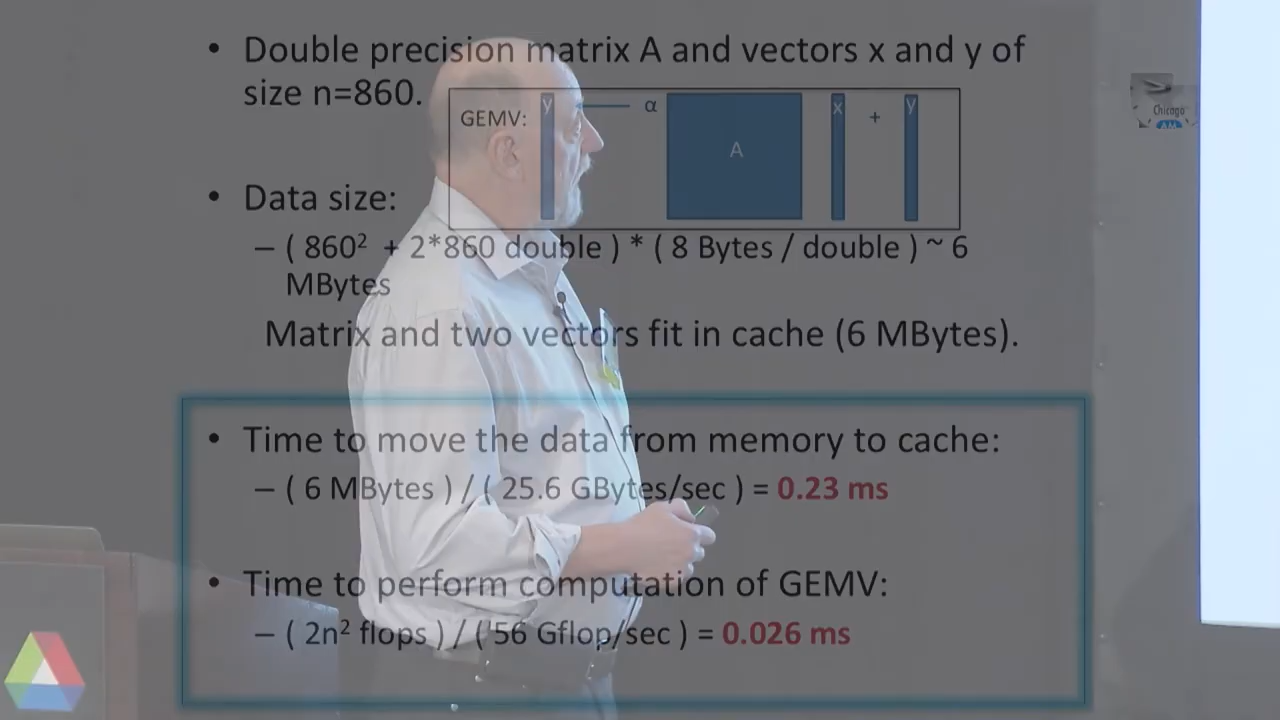 • Double precision matrix A and vectors x and y of
size n=860.
GEMV: y α A x + y
• Data size:
– ( 860² + 2*860 double ) * ( 8 Bytes / double ) ~ 6
MBytes
Matrix and two vectors fit in cache (6 MBytes).
• Time to move the data from memory to cache:
– ( 6 MBytes ) / ( 25.6 GBytes/sec ) = 0.23 ms
• Time to perform computation of GEMV:
– ( 2n² flops ) / ( 56 Gflop/sec ) = 0.026 ms
Chicago
AM